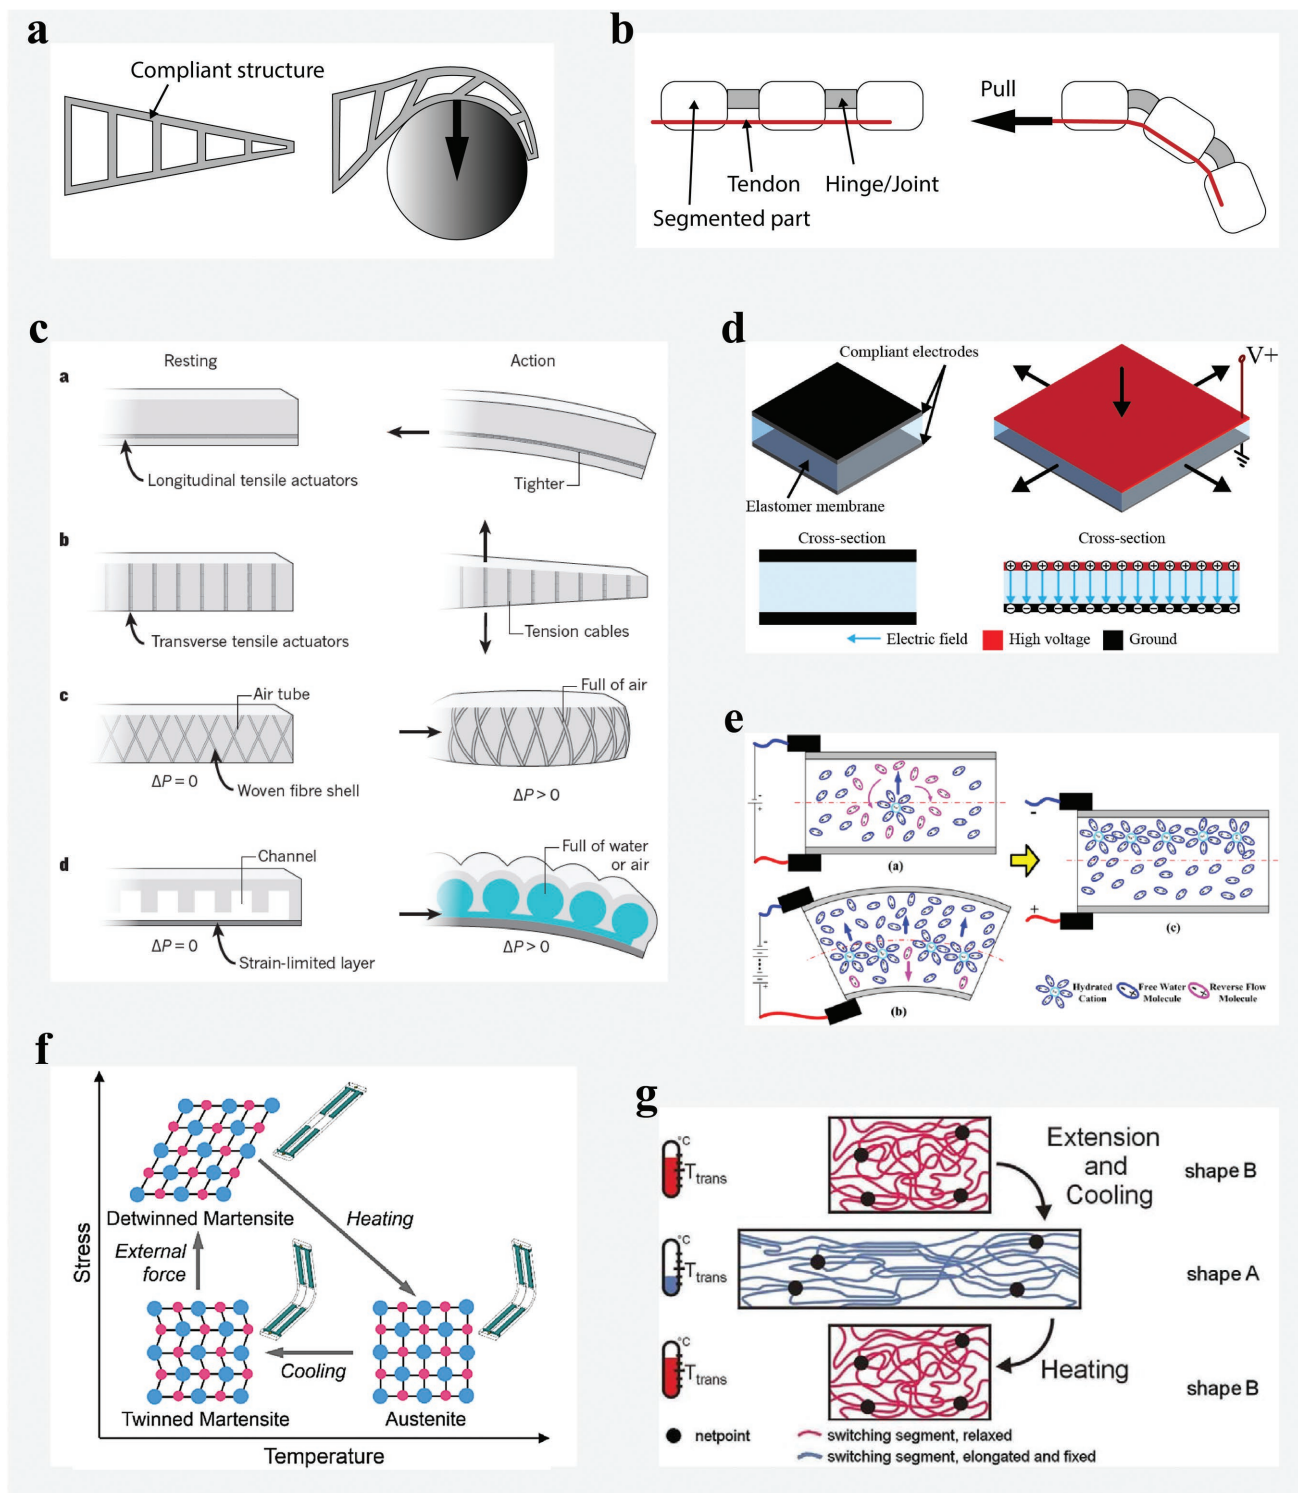 a
Compliant structure
b
Pull
Tendon
Hinge/Joint
Segmented part
c
Resting
Action
a
Longitudinal tensile actuators
Tighter
b
Transverse tensile actuators
Tension cables
c
Air tube
Full of air
ΔP = 0
Woven fibre shell
ΔP > 0
d
Channel
Full of water
or air
ΔP = 0
Strain-limited layer
ΔP > 0
d
Compliant electrodes
V+
Elastomer membrane
Cross-section
Cross-section
Electric field
High voltage
Ground
e
(a)
(b)
(c)
Hydrated
Cation
Free Water
Molecule
Reverse Flow
Molecule
f
Stress
Detwinned Martensite
External
force
Heating
Cooling
Twinned Martensite
Austenite
Temperature
g
°C
Ttrans
Extension
and
Cooling
shape B
°C
Ttrans
shape A
°C
Ttrans
Heating
shape B
netpoint
switching segment, relaxed
switching segment, elongated and fixed